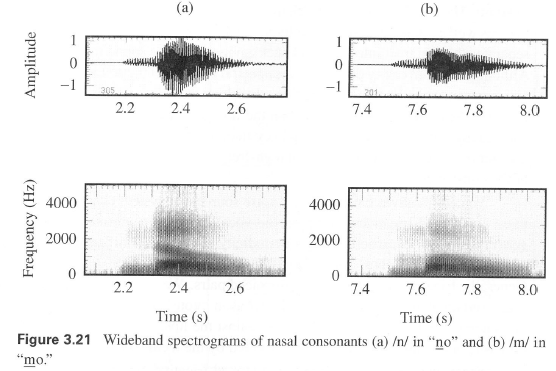 (a) (b)
Amplitude
1
0
−1
305
2.2 2.4 2.6
1
0
−1
201
7.4 7.6 7.8 8.0
Frequency (Hz)
4000
2000
0
2.2 2.4 2.6
Time (s)
4000
2000
0
7.4 7.6 7.8 8.0
Time (s)
Figure 3.21 Wideband spectrograms of nasal consonants (a) /n/ in “no” and (b) /m/ in
“mo.”